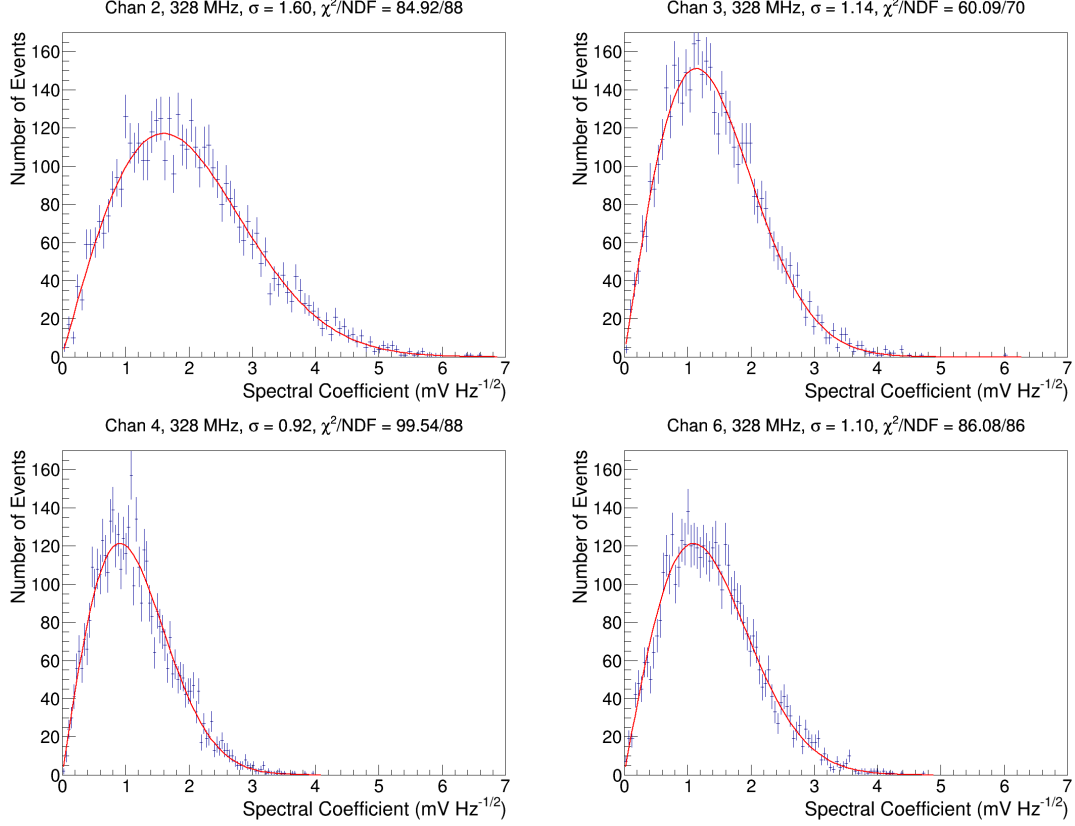 Chan 2, 328 MHz, σ = 1.60, χ²/NDF = 84.92/88
Number of Events
160
140
120
100
80
60
40
20
0
0 1 2 3 4 5 6 7
Spectral Coefficient (mV Hz^-1/2)
Chan 3, 328 MHz, σ = 1.14, χ²/NDF = 60.09/70
Number of Events
160
140
120
100
80
60
40
20
0
0 1 2 3 4 5 6 7
Spectral Coefficient (mV Hz^-1/2)
Chan 4, 328 MHz, σ = 0.92, χ²/NDF = 99.54/88
Number of Events
160
140
120
100
80
60
40
20
0
0 1 2 3 4 5 6 7
Spectral Coefficient (mV Hz^-1/2)
Chan 6, 328 MHz, σ = 1.10, χ²/NDF = 86.08/86
Number of Events
160
140
120
100
80
60
40
20
0
0 1 2 3 4 5 6 7
Spectral Coefficient (mV Hz^-1/2)